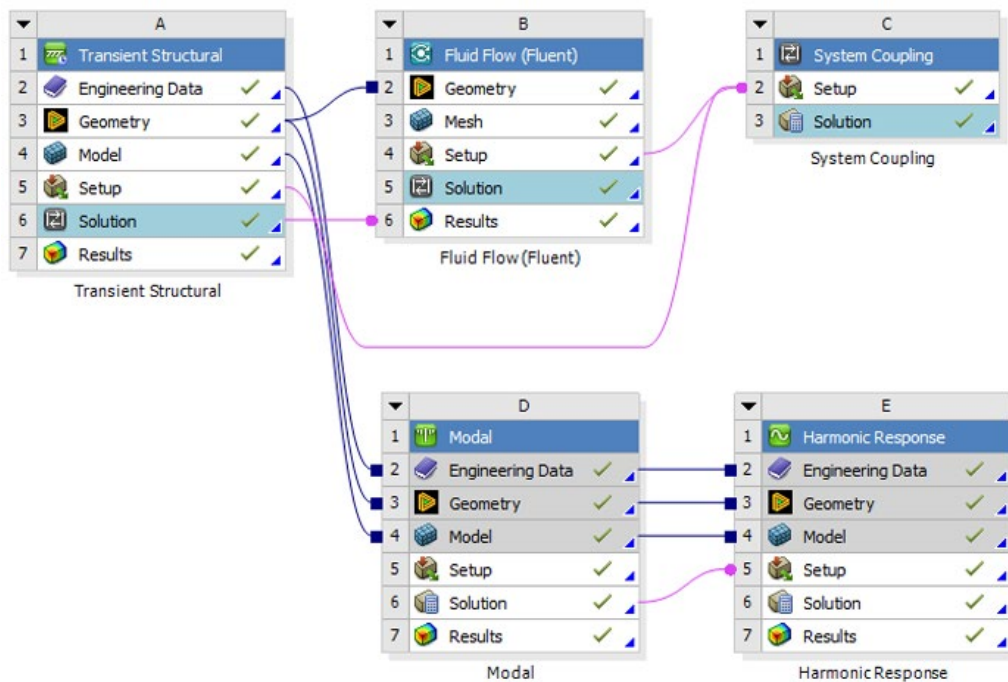 A
1 Transient Structural
2 Engineering Data
3 Geometry
4 Model
5 Setup
6 Solution
7 Results
Transient Structural
B
1 Fluid Flow (Fluent)
2 Geometry
3 Mesh
4 Setup
5 Solution
6 Results
Fluid Flow (Fluent)
C
1 System Coupling
2 Setup
3 Solution
System Coupling
D
1 Modal
2 Engineering Data
3 Geometry
4 Model
5 Setup
6 Solution
7 Results
Modal
E
1 Harmonic Response
2 Engineering Data
3 Geometry
4 Model
5 Setup
6 Solution
7 Results
Harmonic Response